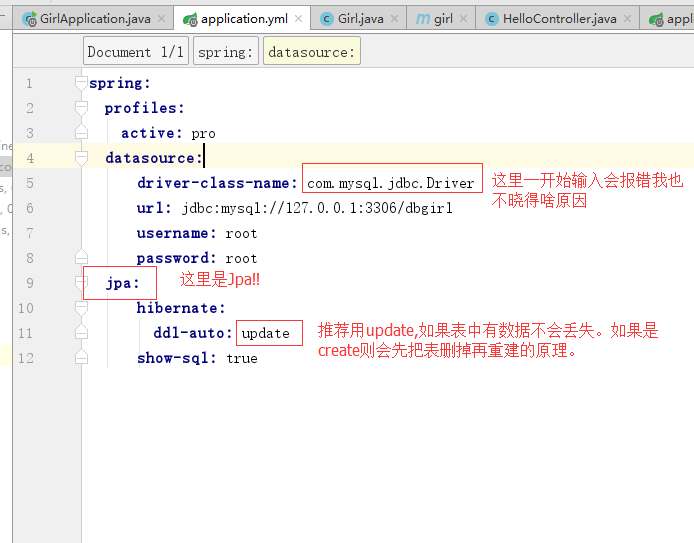 GirlApplication.java × application.yml × Girl.java × girl × HelloController.java × appl
Document 1/1 spring: datasource:
1 spring:
2 profiles:
3 active: pro
4 datasource:
5 driver-class-name: com.mysql.jdbc.Driver
这里一开始输入会报错我也
不晓得啥原因
6 url: jdbc:mysql://127.0.0.1:3306/dbgirl
7 username: root
8 password: root
9 jpa:
这里是Jpa!!
10 hibernate:
11 ddl-auto: update
推荐用update,如果表中有数据不会丢失。如果是
create则会先把表删掉再重建的原理。
12 show-sql: true